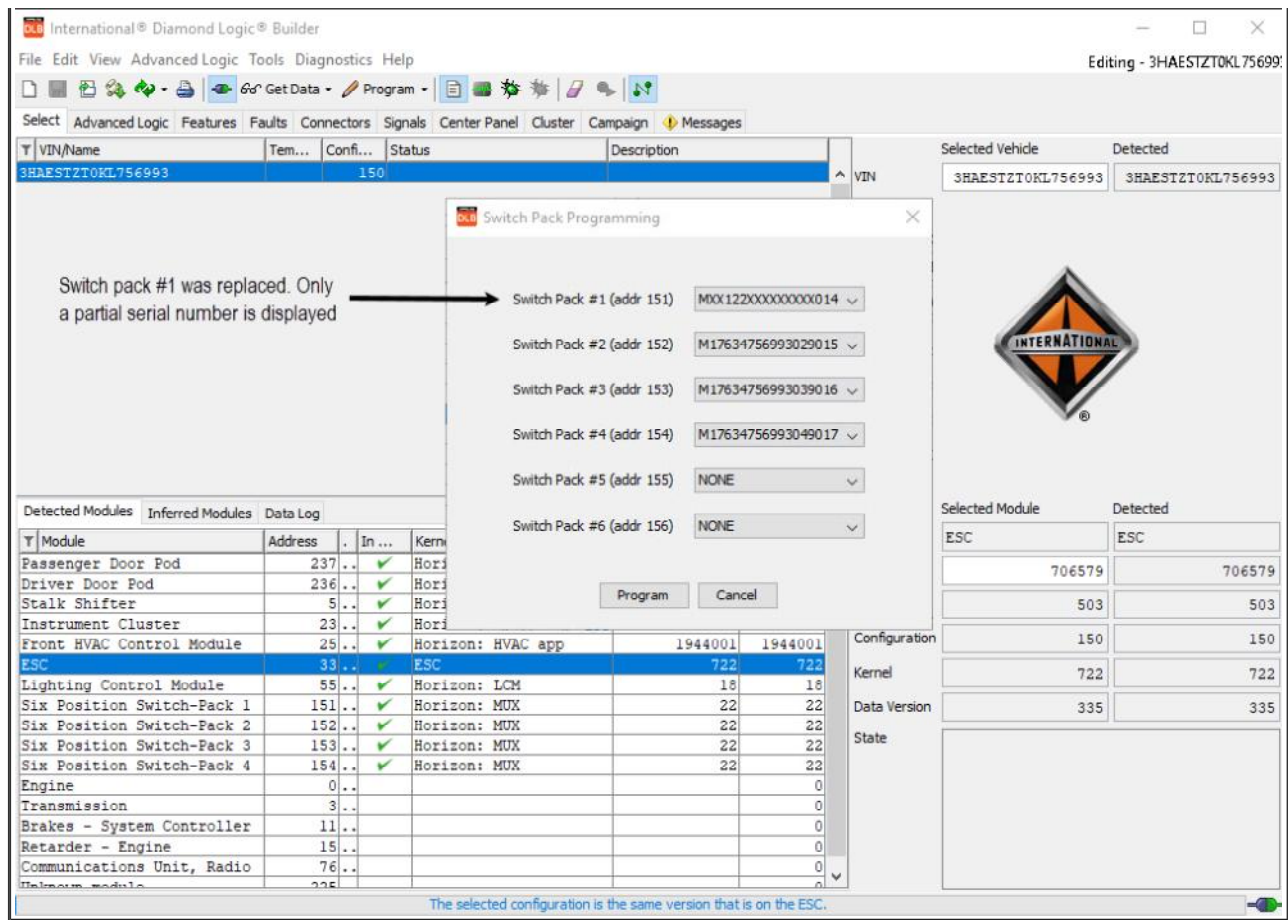 International® Diamond Logic® Builder
File Edit View Advanced Logic Tools Diagnostics Help
Editing - 3HAESTZT0KL75699
Get Data Program
Select Advanced Logic Features Faults Connectors Signals Center Panel Cluster Campaign Messages
VIN/Name Tem... Confi... Status Description
3HAESTZT0KL756993 150
Selected Vehicle Detected
VIN 3HAESTZT0KL756993 3HAESTZT0KL756993
DLB Switch Pack Programming
Switch pack #1 was replaced. Only
a partial serial number is displayed
Switch Pack #1 (addr 151) MXX122XXXXXXXXX014
Switch Pack #2 (addr 152) M17634756993029015
Switch Pack #3 (addr 153) M17634756993039016
Switch Pack #4 (addr 154) M17634756993049017
Switch Pack #5 (addr 155) NONE
Switch Pack #6 (addr 156) NONE
Program Cancel
INTERNATIONAL
®
Detected Modules Inferred Modules Data Log
Module Address . In ...
Passenger Door Pod 237..
Driver Door Pod 236..
Stalk Shifter 5..
Instrument Cluster 23..
Front HVAC Control Module 25.. Horizon: HVAC app 1944001 1944001
ESC 33.. ESC 722 722
Lighting Control Module 55.. Horizon: LCM 18 18
Six Position Switch-Pack 1 151.. Horizon: MUX 22 22
Six Position Switch-Pack 2 152.. Horizon: MUX 22 22
Six Position Switch-Pack 3 153.. Horizon: MUX 22 22
Six Position Switch-Pack 4 154.. Horizon: MUX 22 22
Engine 0.. 0
Transmission 3.. 0
Brakes - System Controller 11.. 0
Retarder - Engine 15.. 0
Communications Unit, Radio 76.. 0
Selected Module Detected
ESC ESC
706579 706579
503 503
Configuration 150 150
Kernel 722 722
Data Version 335 335
State
The selected configuration is the same version that is on the ESC.